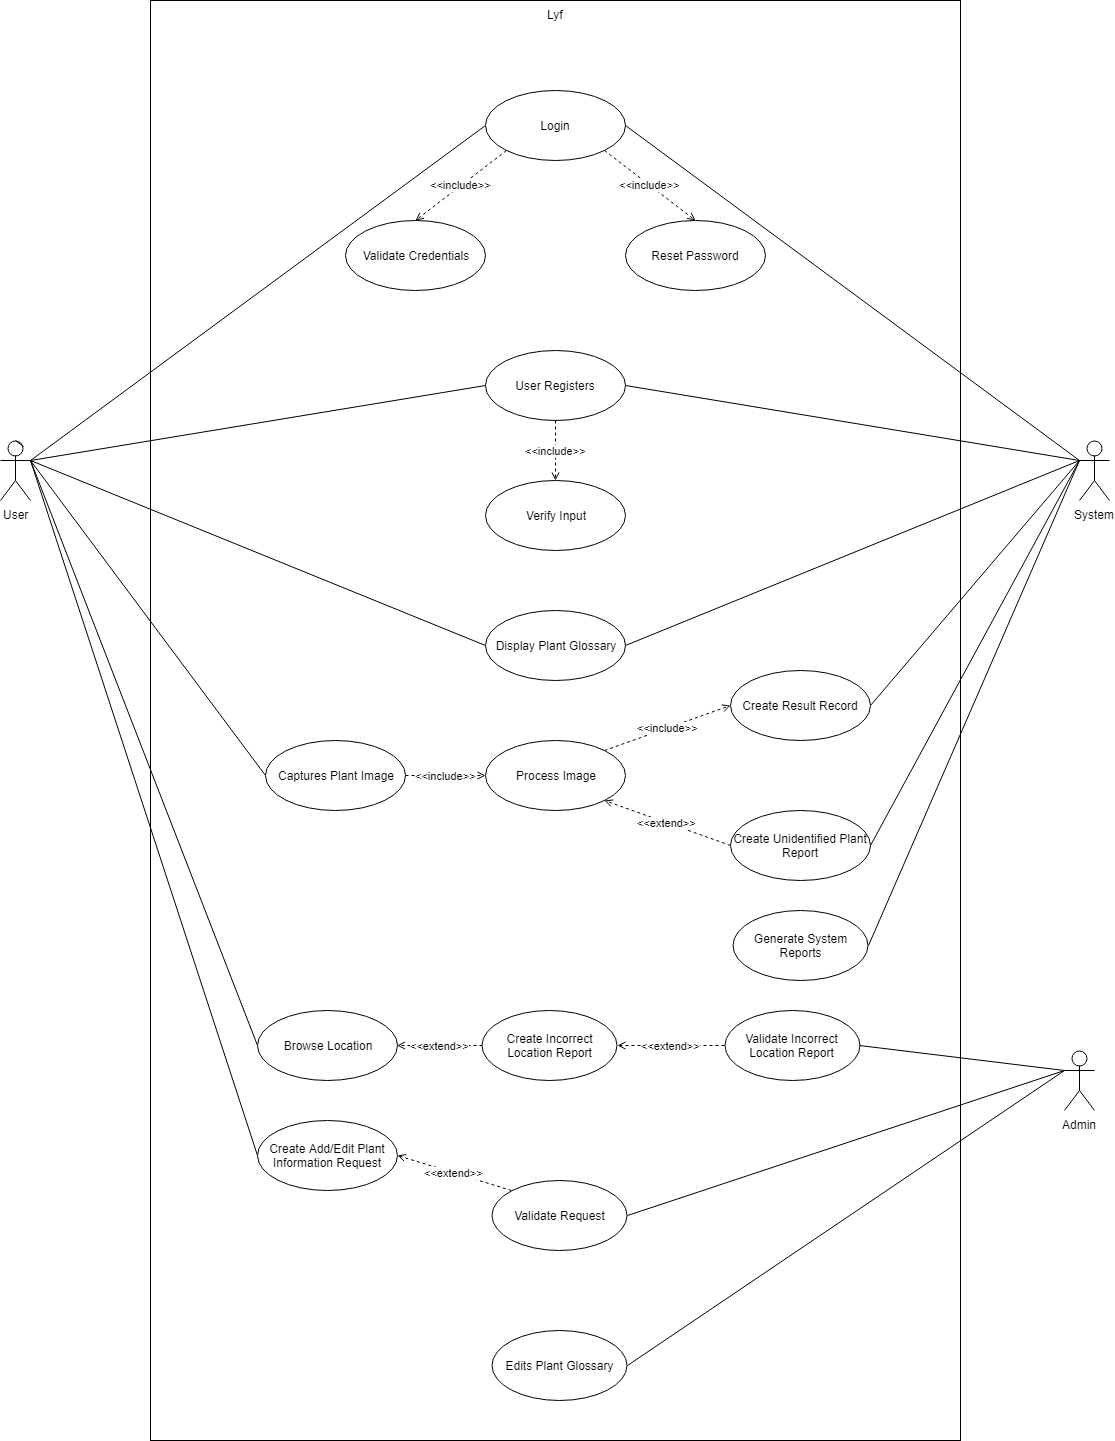 Lyf
Login
<<include>>
<<include>>
Validate Credentials
Reset Password
User Registers
<<include>>
User
System
Verify Input
Display Plant Glossary
Create Result Record
<<include>>
Captures Plant Image
<<include>>
Process Image
<<extend>>
Create Unidentified Plant
Report
Generate System
Reports
Browse Location
<<extend>>
Create Incorrect
Location Report
<<extend>>
Validate Incorrect
Location Report
Admin
Create Add/Edit Plant
Information Request
<<extend>>
Validate Request
Edits Plant Glossary